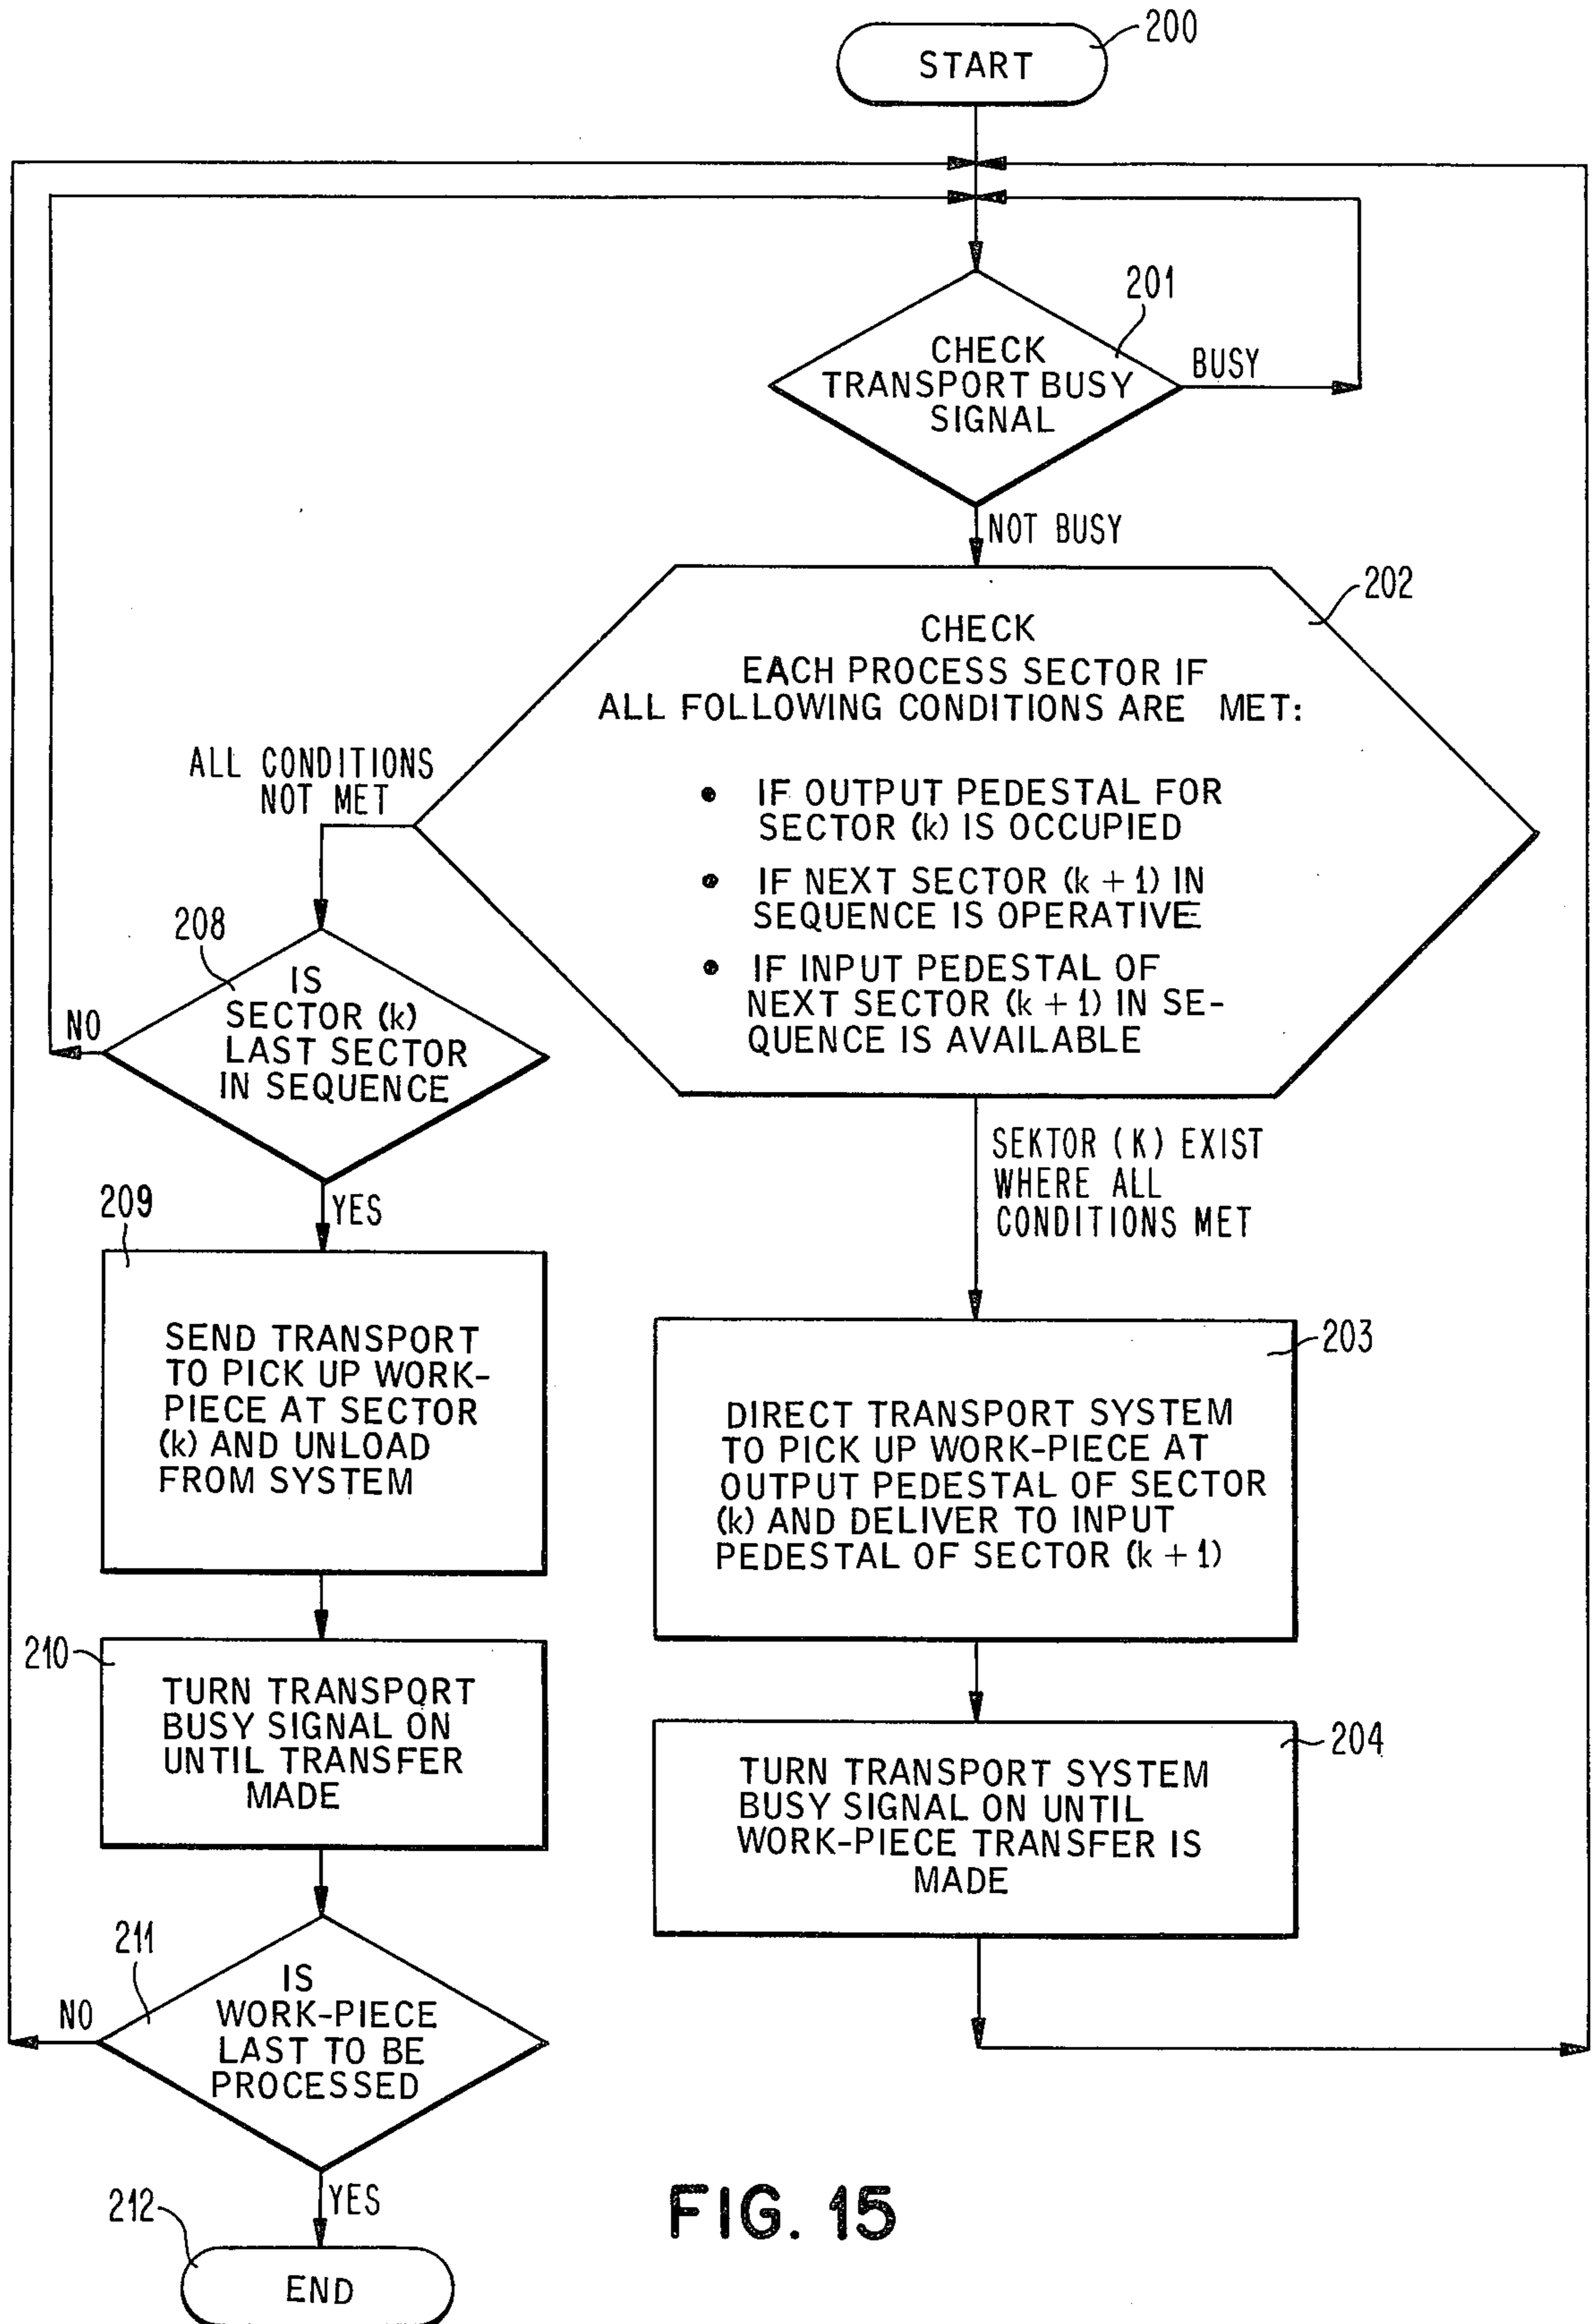 200
START
201
CHECK
TRANSPORT BUSY
SIGNAL
BUSY
NOT BUSY
202
CHECK
EACH PROCESS SECTOR IF
ALL FOLLOWING CONDITIONS ARE MET:
• IF OUTPUT PEDESTAL FOR
SECTOR (k) IS OCCUPIED
• IF NEXT SECTOR (k + 1) IN
SEQUENCE IS OPERATIVE
• IF INPUT PEDESTAL OF
NEXT SECTOR (k + 1) IN SE-
QUENCE IS AVAILABLE
ALL CONDITIONS
NOT MET
208
IS
SECTOR (k)
LAST SECTOR
IN SEQUENCE
NO
YES
SEKTOR (K) EXIST
WHERE ALL
CONDITIONS MET
209
SEND TRANSPORT
TO PICK UP WORK-
PIECE AT SECTOR
(k) AND UNLOAD
FROM SYSTEM
203
DIRECT TRANSPORT SYSTEM
TO PICK UP WORK-PIECE AT
OUTPUT PEDESTAL OF SECTOR
(k) AND DELIVER TO INPUT
PEDESTAL OF SECTOR (k + 1)
210
TURN TRANSPORT
BUSY SIGNAL ON
UNTIL TRANSFER
MADE
204
TURN TRANSPORT SYSTEM
BUSY SIGNAL ON UNTIL
WORK-PIECE TRANSFER IS
MADE
211
IS
WORK-PIECE
LAST TO BE
PROCESSED
NO
YES
212
END
FIG. 15